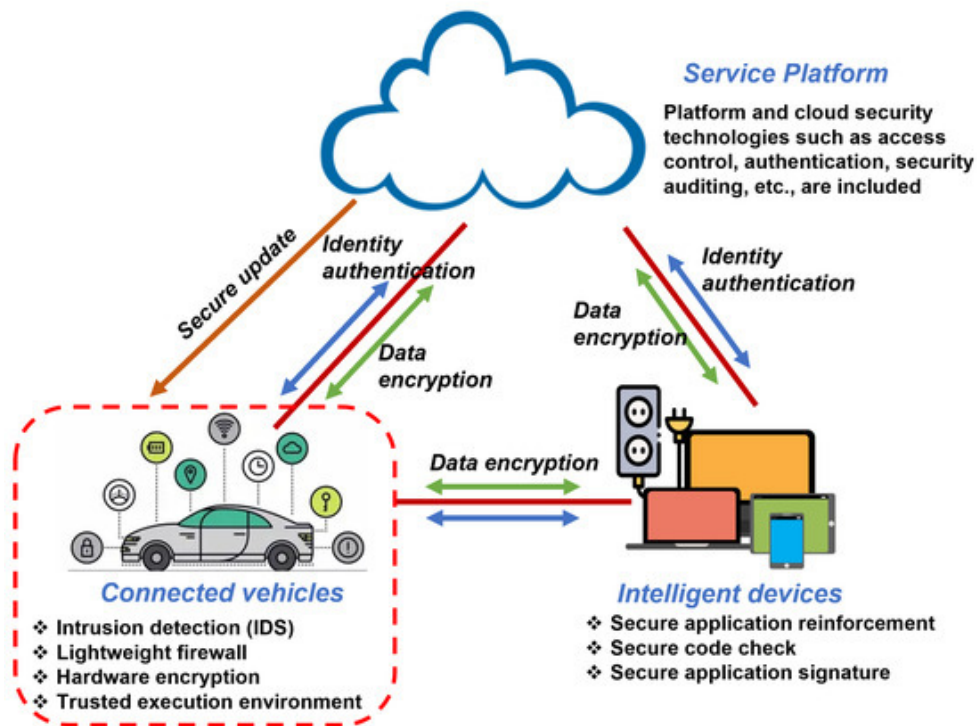 Service Platform
Platform and cloud security
technologies such as access
control, authentication, security
auditing, etc., are included
Secure update
Identity
authentication
Data
encryption
Identity
authentication
Data
encryption
Data encryption
Connected vehicles
❖ Intrusion detection (IDS)
❖ Lightweight firewall
❖ Hardware encryption
❖ Trusted execution environment
Intelligent devices
❖ Secure application reinforcement
❖ Secure code check
❖ Secure application signature